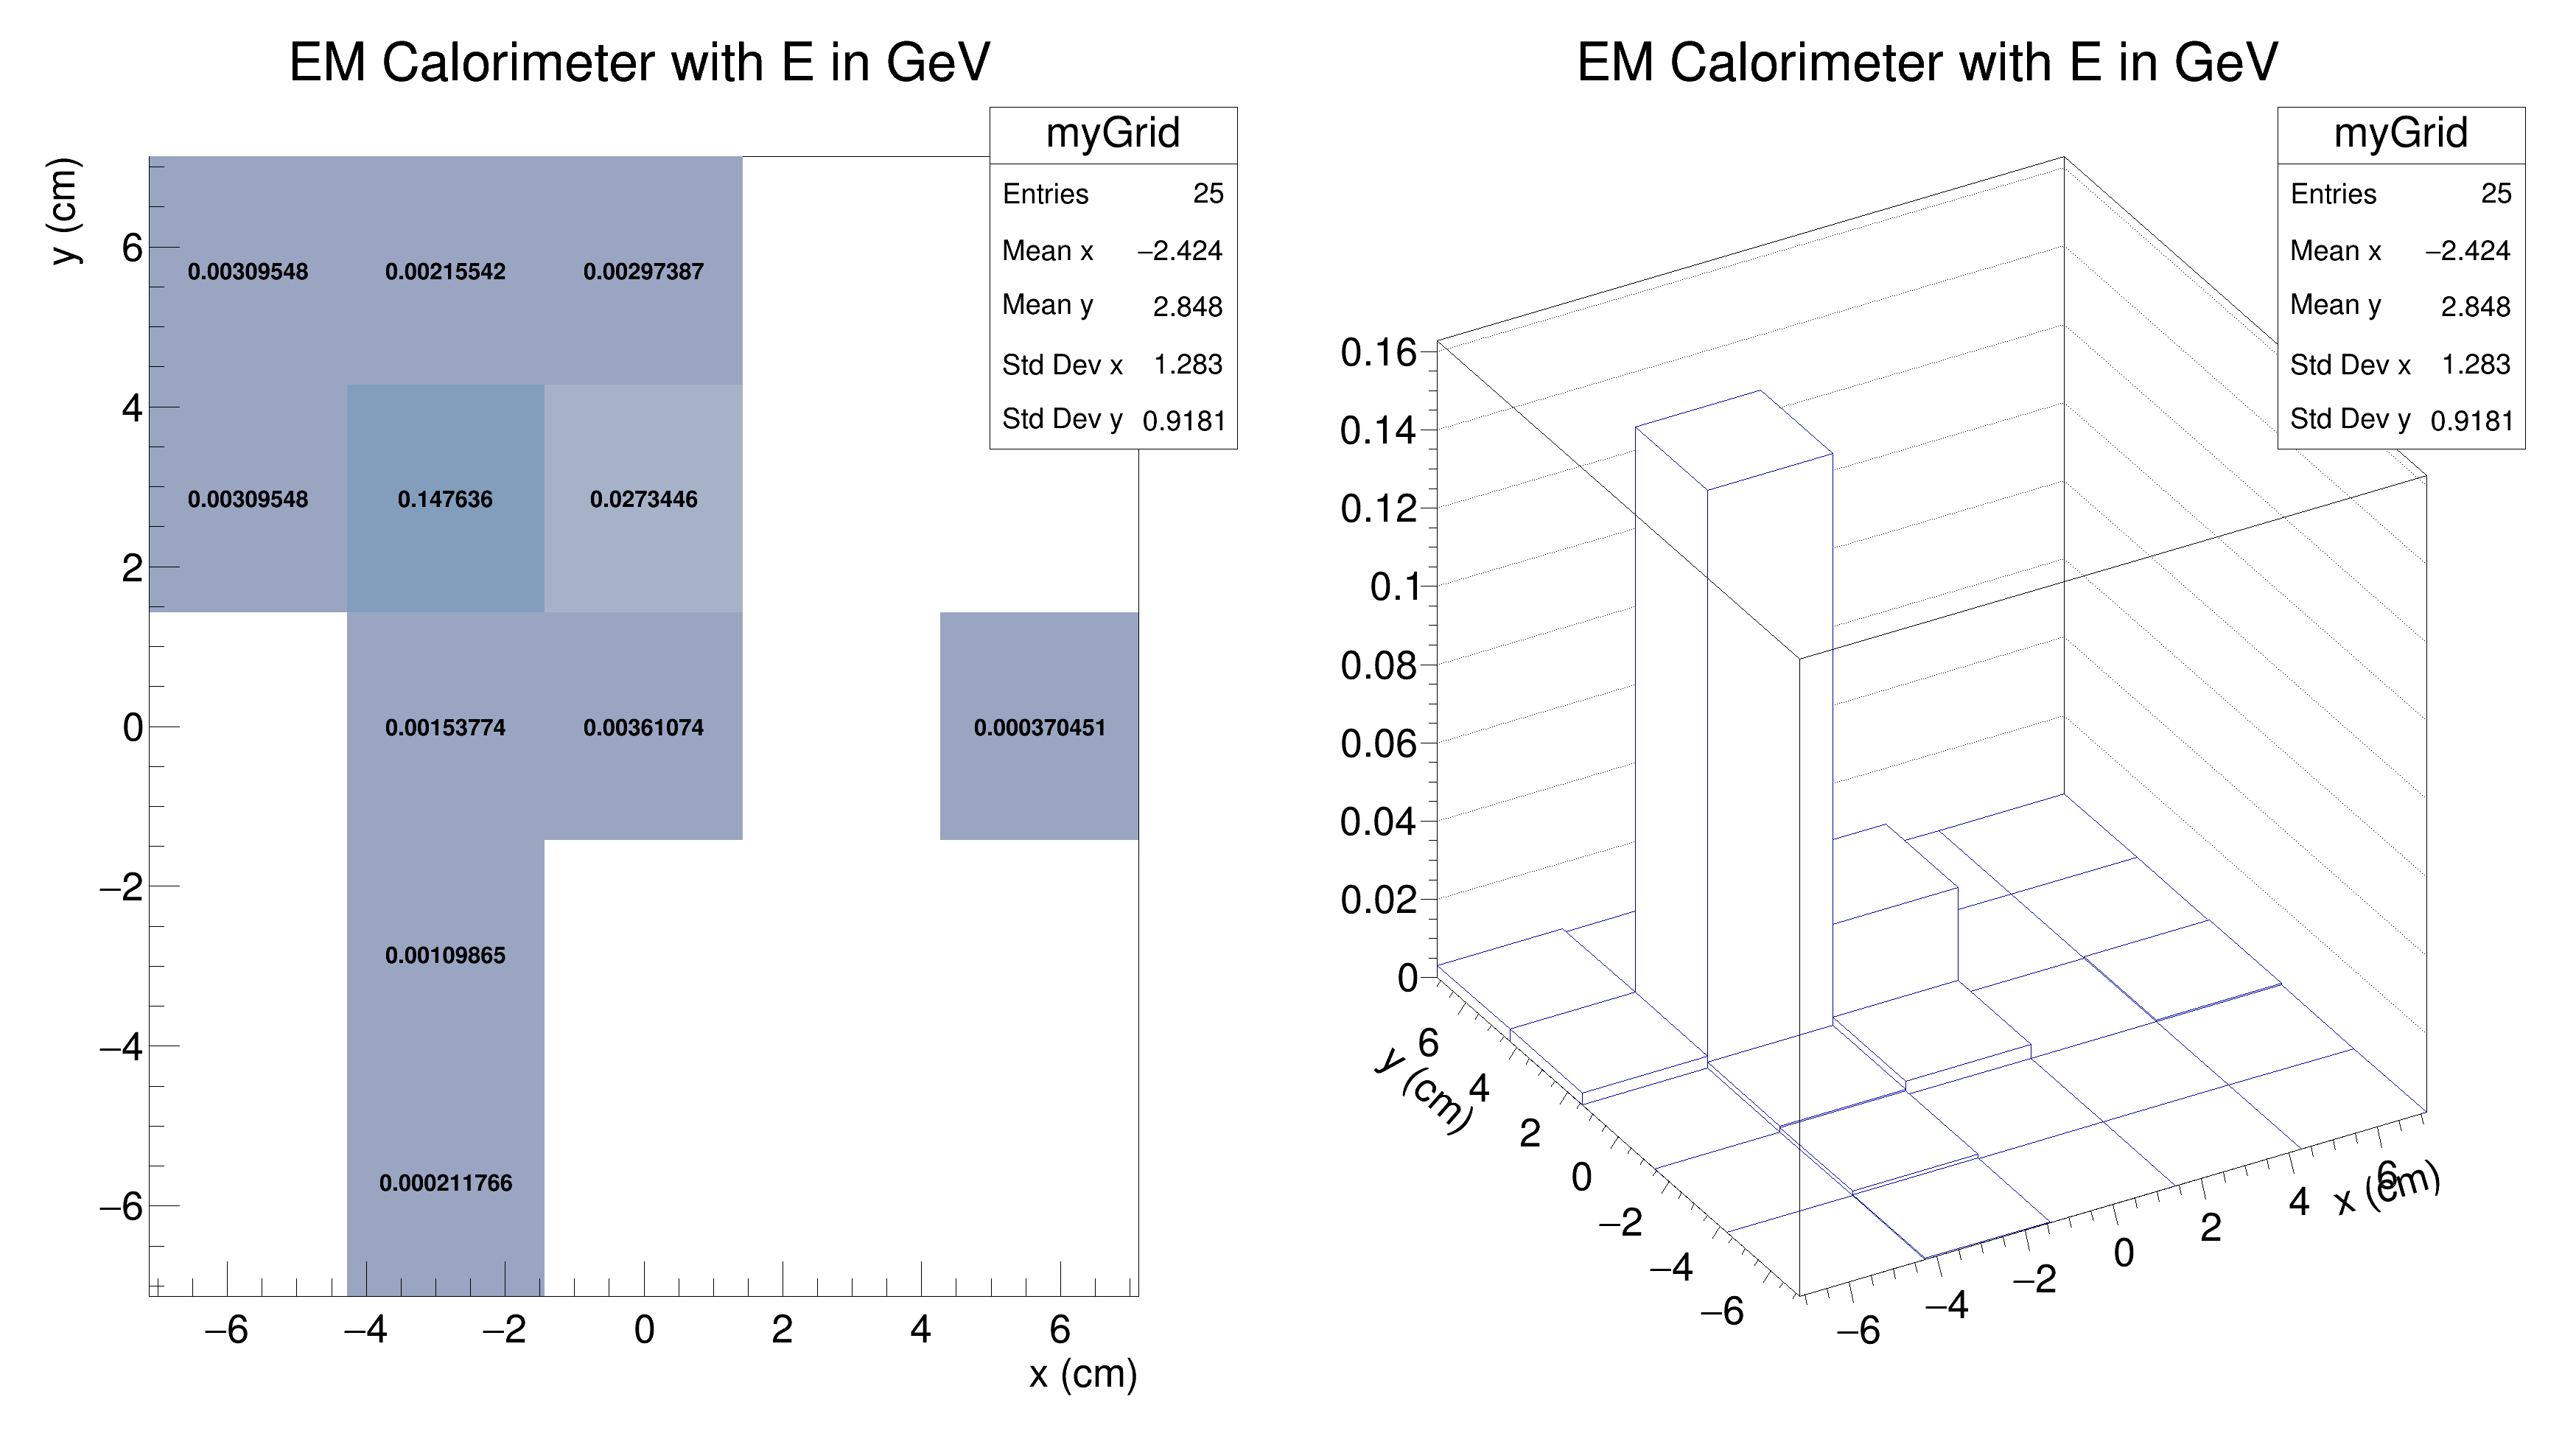 EM Calorimeter with E in GeV
myGrid
Entries 25
Mean x −2.424
Mean y 2.848
Std Dev x 1.283
Std Dev y 0.9181
y (cm)
6
4
2
0
−2
−4
−6
0.00309548 0.00215542 0.00297387
0.00309548 0.147636 0.0273446
0.00153774 0.00361074 0.000370451
0.00109865
0.000211766
−6 −4 −2 0 2 4 6
x (cm)
EM Calorimeter with E in GeV
myGrid
Entries 25
Mean x −2.424
Mean y 2.848
Std Dev x 1.283
Std Dev y 0.9181
0.16
0.14
0.12
0.1
0.08
0.06
0.04
0.02
0
y (cm)
6
4
2
0
−2
−4
−6
−6 −4 −2 0 2 4 6
x (cm)